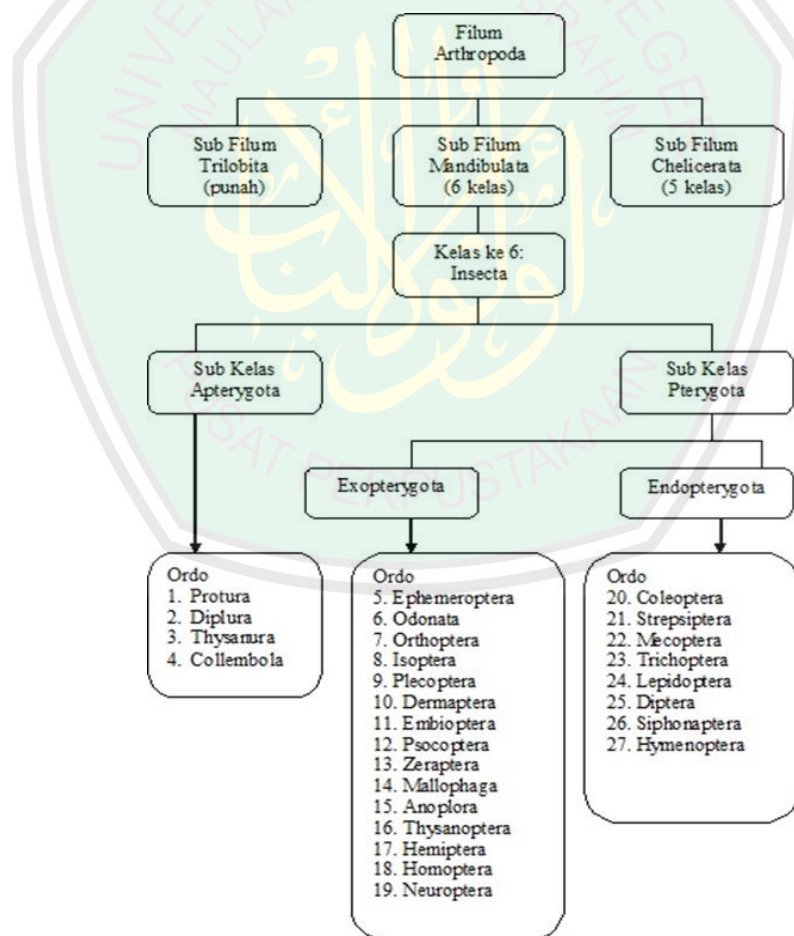 Filum
Arthropoda
Sub Filum
Trilobita
(punah)
Sub Filum
Mandibulata
(6 kelas)
Sub Filum
Chelicerata
(5 kelas)
Kelas ke 6:
Insecta
Sub Kelas
Apterygota
Sub Kelas
Pterygota
Exopterygota
Endopterygota
Ordo
1. Protura
2. Diplura
3. Thysanura
4. Collembola
Ordo
5. Ephemeroptera
6. Odonata
7. Orthoptera
8. Isoptera
9. Plecoptera
10. Dermaptera
11. Embioptera
12. Psocoptera
13. Zeraptera
14. Mallophaga
15. Anoplora
16. Thysanoptera
17. Hemiptera
18. Homoptera
19. Neuroptera
Ordo
20. Coleoptera
21. Strepsiptera
22. Mecoptera
23. Trichoptera
24. Lepidoptera
25. Diptera
26. Siphonaptera
27. Hymenoptera
PUSAT PERPUSTAKAAN